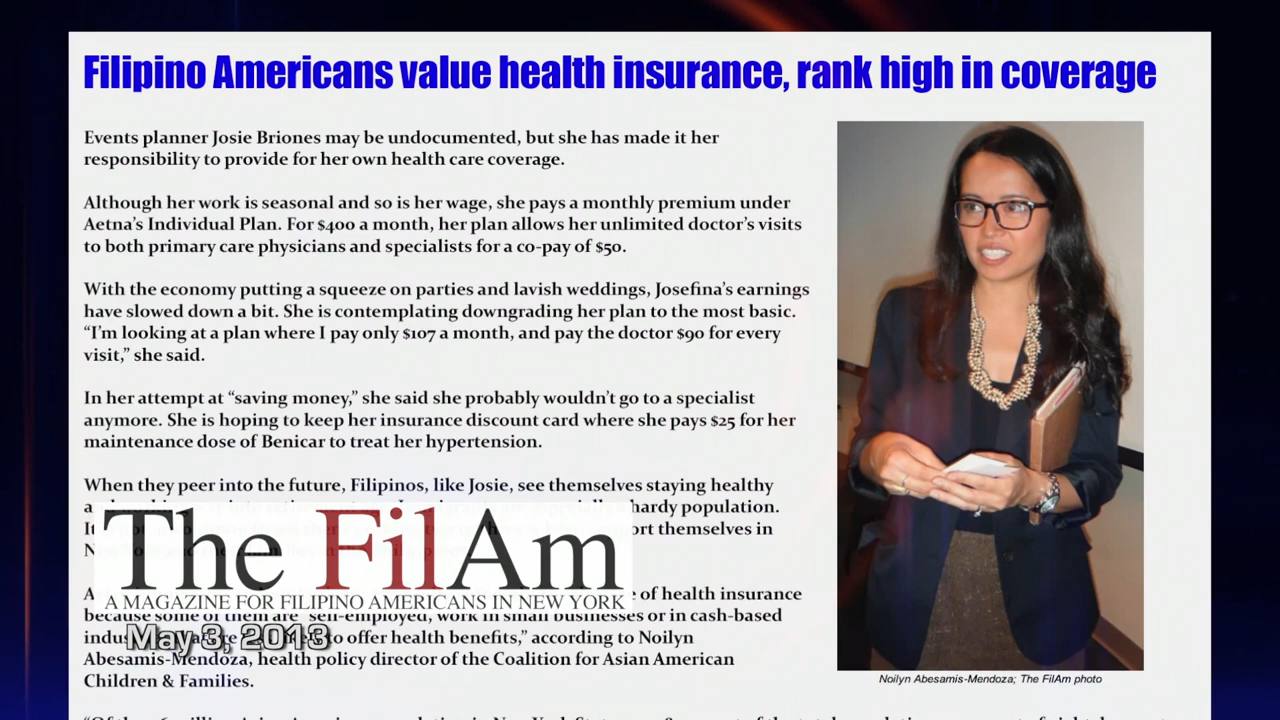 Filipino Americans value health insurance, rank high in coverage
Events planner Josie Briones may be undocumented, but she has made it her
responsibility to provide for her own health care coverage.
Although her work is seasonal and so is her wage, she pays a monthly premium under
Aetna's Individual Plan. For $400 a month, her plan allows her unlimited doctor's visits
to both primary care physicians and specialists for a co-pay of $50.
With the economy putting a squeeze on parties and lavish weddings, Josefina's earnings
have slowed down a bit. She is contemplating downgrading her plan to the most basic.
“I'm looking at a plan where I pay only $107 a month, and pay the doctor $90 for every
visit,” she said.
In her attempt at “saving money,” she said she probably wouldn't go to a specialist
anymore. She is hoping to keep her insurance discount card where she pays $25 for her
maintenance dose of Benicar to treat her hypertension.
When they peer into the future, Filipinos, like Josie, see themselves staying healthy
hardy population.
themselves in
The FilAm
A MAGAZINE FOR FILIPINO AMERICANS IN NEW YORK
May 3, 2013
of health insurance
because some of them are “self-employed, work in small businesses or in cash-based
to offer health benefits,” according to Noilyn
Abesamis-Mendoza, health policy director of the Coalition for Asian American
Children & Families.
Noilyn Abesamis-Mendoza; The FilAm photo